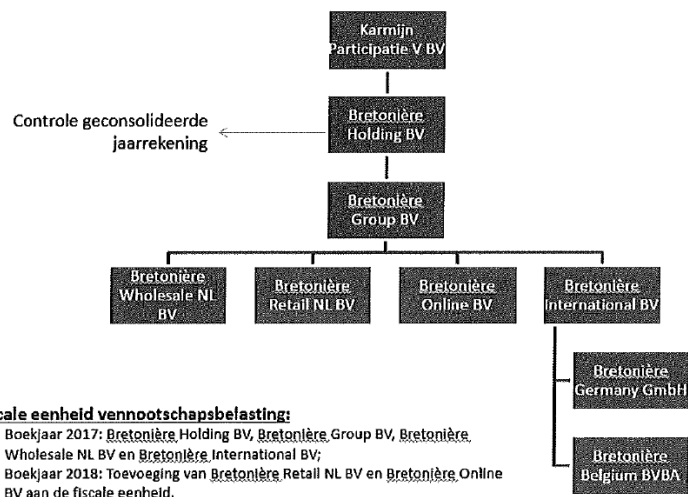 Karmijn
Participatie V BV
Controle geconsolideerde
jaarrekening
Bretonière
Holding BV
Bretonière
Group BV
Bretonière
Wholesale NL
BV
Bretonière
Retail NL BV
Bretonière
Online BV
Bretonière
International BV
Bretonière
Germany GmbH
Bretonière
Belgium BVBA
cale eenheid vennootschapsbelasting:
Boekjaar 2017: Bretonière Holding BV, Bretonière Group BV, Bretonière
Wholesale NL BV en Bretonière International BV;
Boekjaar 2018: Toevoeging van Bretonière Retail NL BV en Bretonière Online
BV aan de fiscale eenheid.